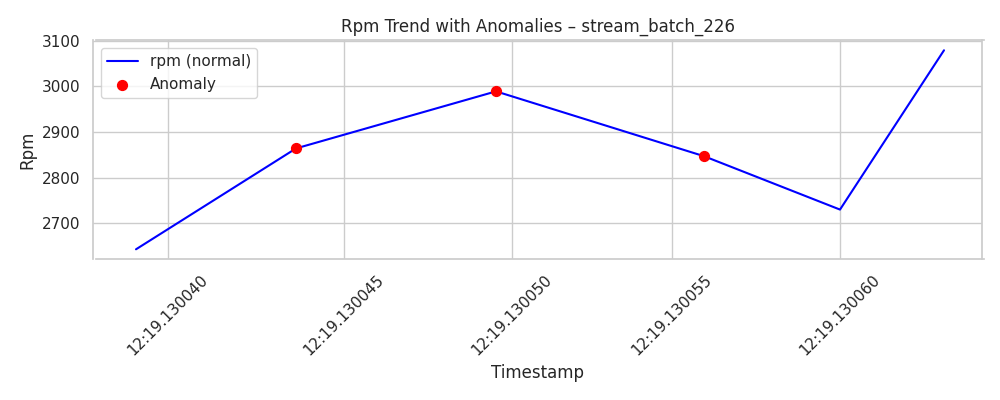 Rpm Trend with Anomalies – stream_batch_226
rpm (normal)
Anomaly
3100
3000
2900
2800
2700
Rpm
12:19.130040
12:19.130045
12:19.130050
12:19.130055
12:19.130060
Timestamp